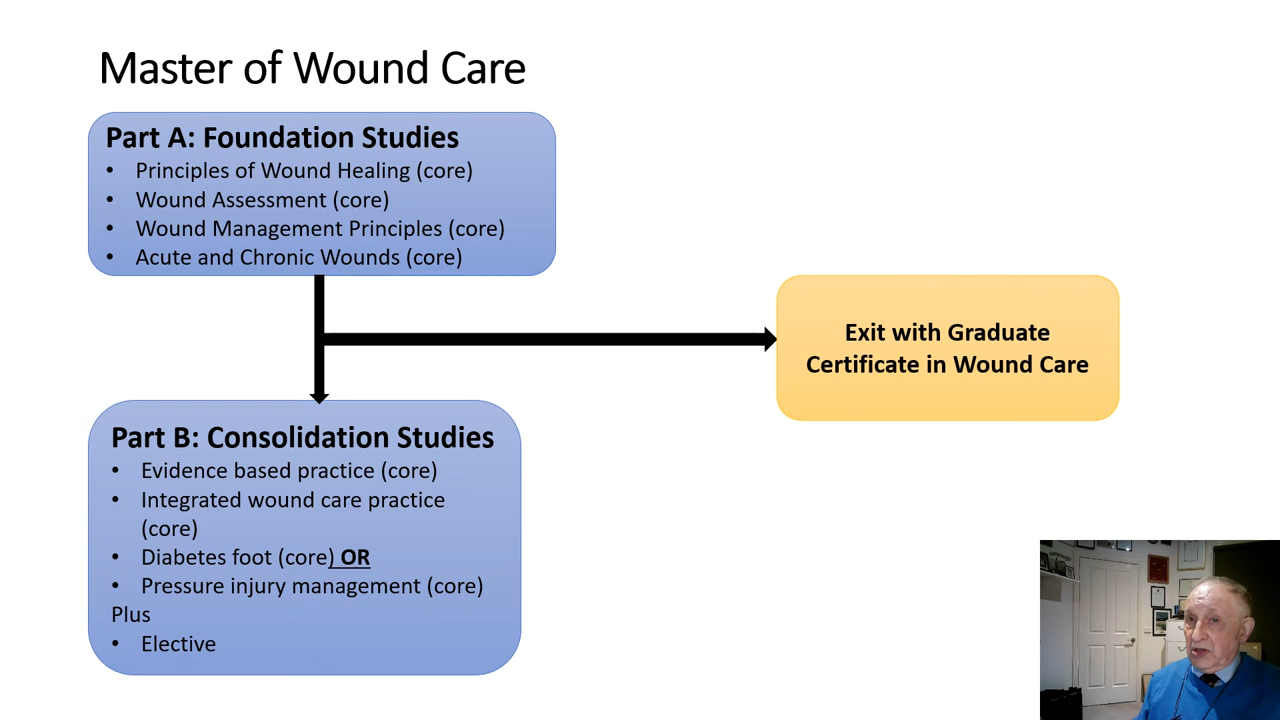 Master of Wound Care
Part A: Foundation Studies
• Principles of Wound Healing (core)
• Wound Assessment (core)
• Wound Management Principles (core)
• Acute and Chronic Wounds (core)
Exit with Graduate
Certificate in Wound Care
Part B: Consolidation Studies
• Evidence based practice (core)
• Integrated wound care practice
(core)
• Diabetes foot (core) OR
• Pressure injury management (core)
Plus
• Elective